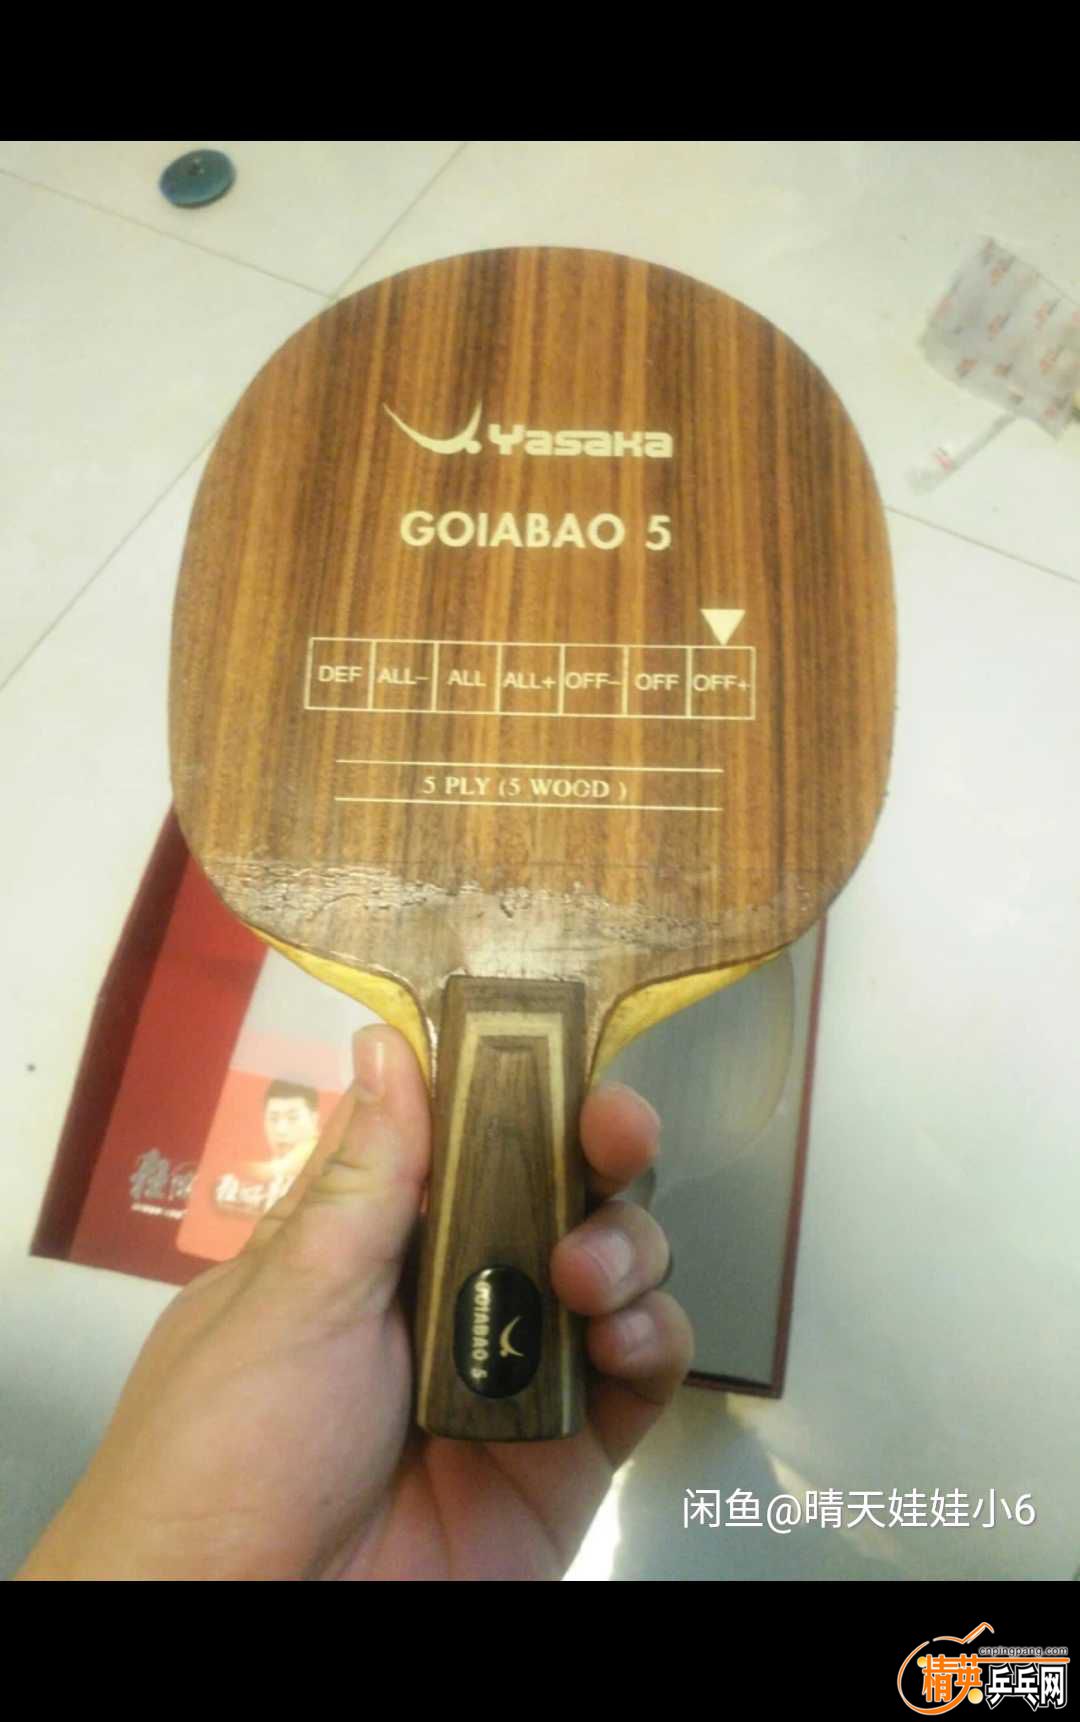 Yasaka
GOIABAO 5
DEF ALL- ALL ALL+ OFF- OFF OFF+
5 PLY (5 WOOD )
GOIABAO 5
闲鱼@晴天娃娃小6
cnpingpang.com
精英乒乓网